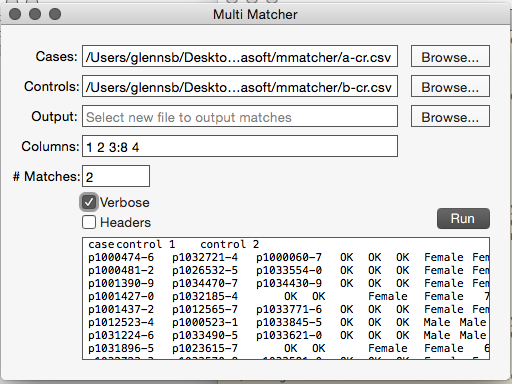 Multi Matcher
Cases: /Users/glennsb/Deskto...asoft/mmatcher/a-cr.csv Browse...
Controls: /Users/glennsb/Deskto...asoft/mmatcher/b-cr.csv Browse...
Output: Select new file to output matches Browse...
Columns: 1 2 3:8 4
# Matches: 2
Verbose
Headers
Run
case control 1 control 2
p1000474-6 p1032721-4 p1000060-7 OK OK OK Female Fem
p1000481-2 p1026532-5 p1033554-0 OK OK OK Female Fem
p1001390-9 p1034470-7 p1034430-9 OK OK OK Female Fem
p1001427-0 p1032185-4 OK OK Female Female 7
p1001437-2 p1012565-7 p1033771-6 OK OK OK Female Fem
p1012523-4 p1000523-1 p1033845-5 OK OK OK Male Male
p1031224-6 p1033490-5 p1033621-0 OK OK OK Male Male
p1031896-5 p1023615-7 OK OK Female Female 6